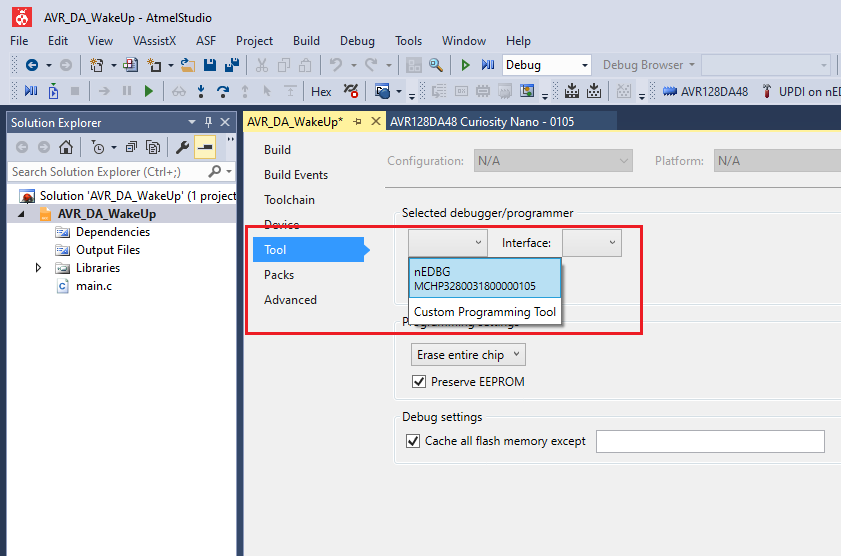 AVR_DA_WakeUp - AtmelStudio
File Edit View VAssistX ASF Project Build Debug Tools Window Help
Debug Debug Browser
Hex AVR128DA48 UPDI on nED
Solution Explorer
AVR_DA_WakeUp* AVR128DA48 Curiosity Nano - 0105
Search Solution Explorer (Ctrl+;)
Solution 'AVR_DA_WakeUp' (1 project
AVR_DA_WakeUp
Dependencies
Output Files
Libraries
main.c
Build
Build Events
Toolchain
Device
Tool
Packs
Advanced
Configuration: N/A Platform: N/A
Selected debugger/programmer
Interface:
nEDBG
MCHP3280031800000105
Custom Programming Tool
Programming settings
Erase entire chip
Preserve EEPROM
Debug settings
Cache all flash memory except